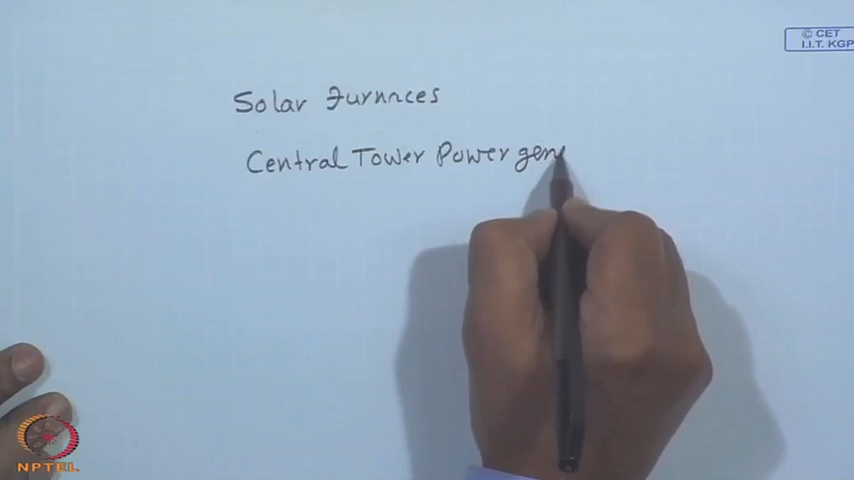 © CET
I.I.T. KGP
Solar Furnaces
Central Tower Power gen
NPTEL